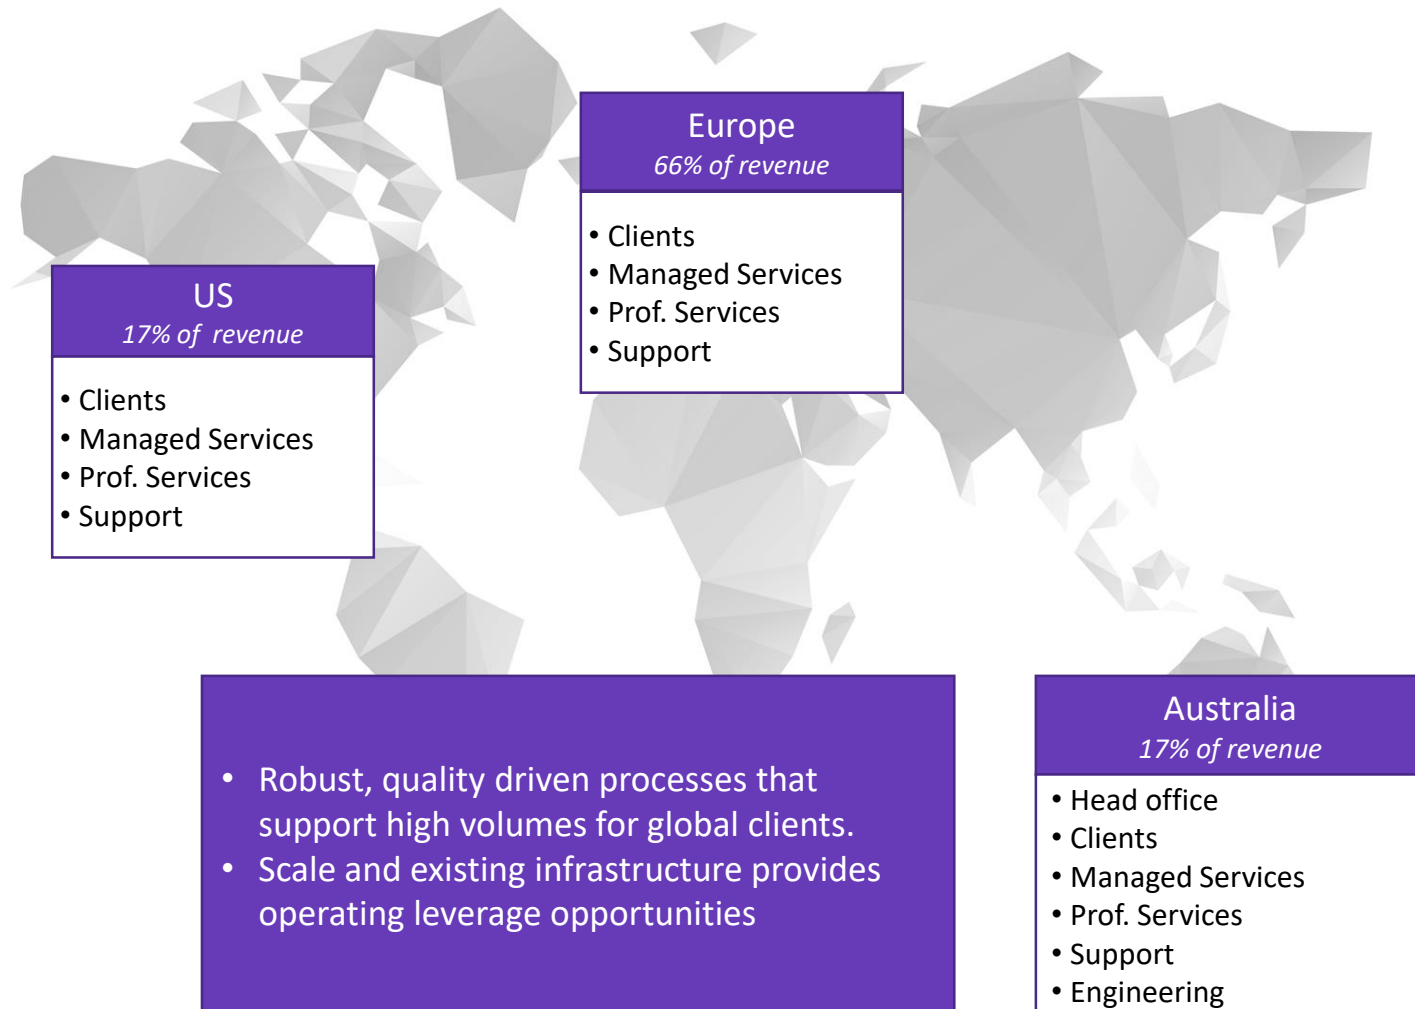 Europe
66% of revenue
• Clients
• Managed Services
• Prof. Services
• Support
US
17% of  revenue
• Clients
• Managed Services
• Prof. Services
• Support
• Robust, quality driven processes that
support high volumes for global clients.
• Scale and existing infrastructure provides
operating leverage opportunities
Australia
17% of revenue
• Head office
• Clients
• Managed Services
• Prof. Services
• Support
• Engineering